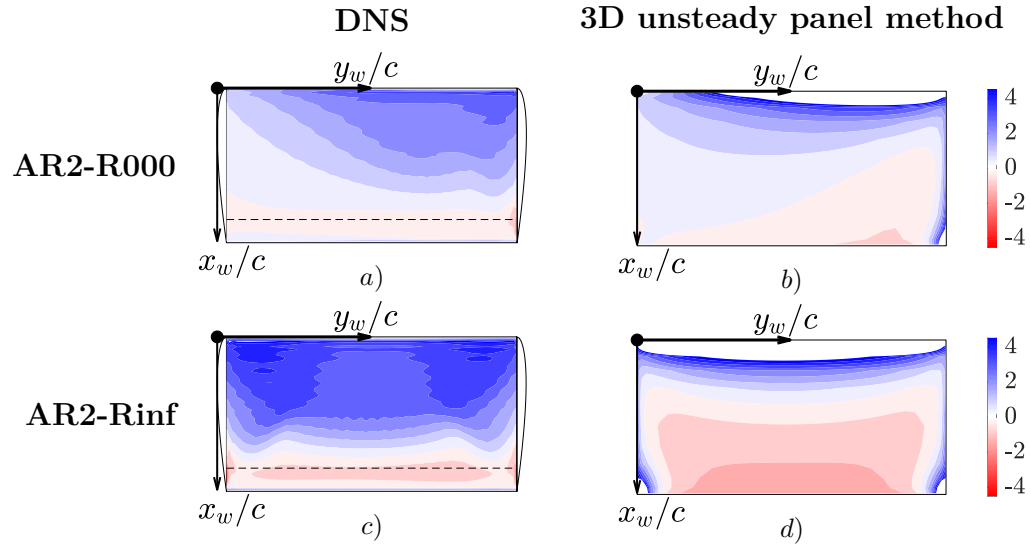 DNS
3D unsteady panel method
AR2-R000
y_w/c
x_w/c
a)
y_w/c
x_w/c
b)
4
2
0
-2
-4
AR2-Rinf
y_w/c
x_w/c
c)
y_w/c
x_w/c
d)
4
2
0
-2
-4